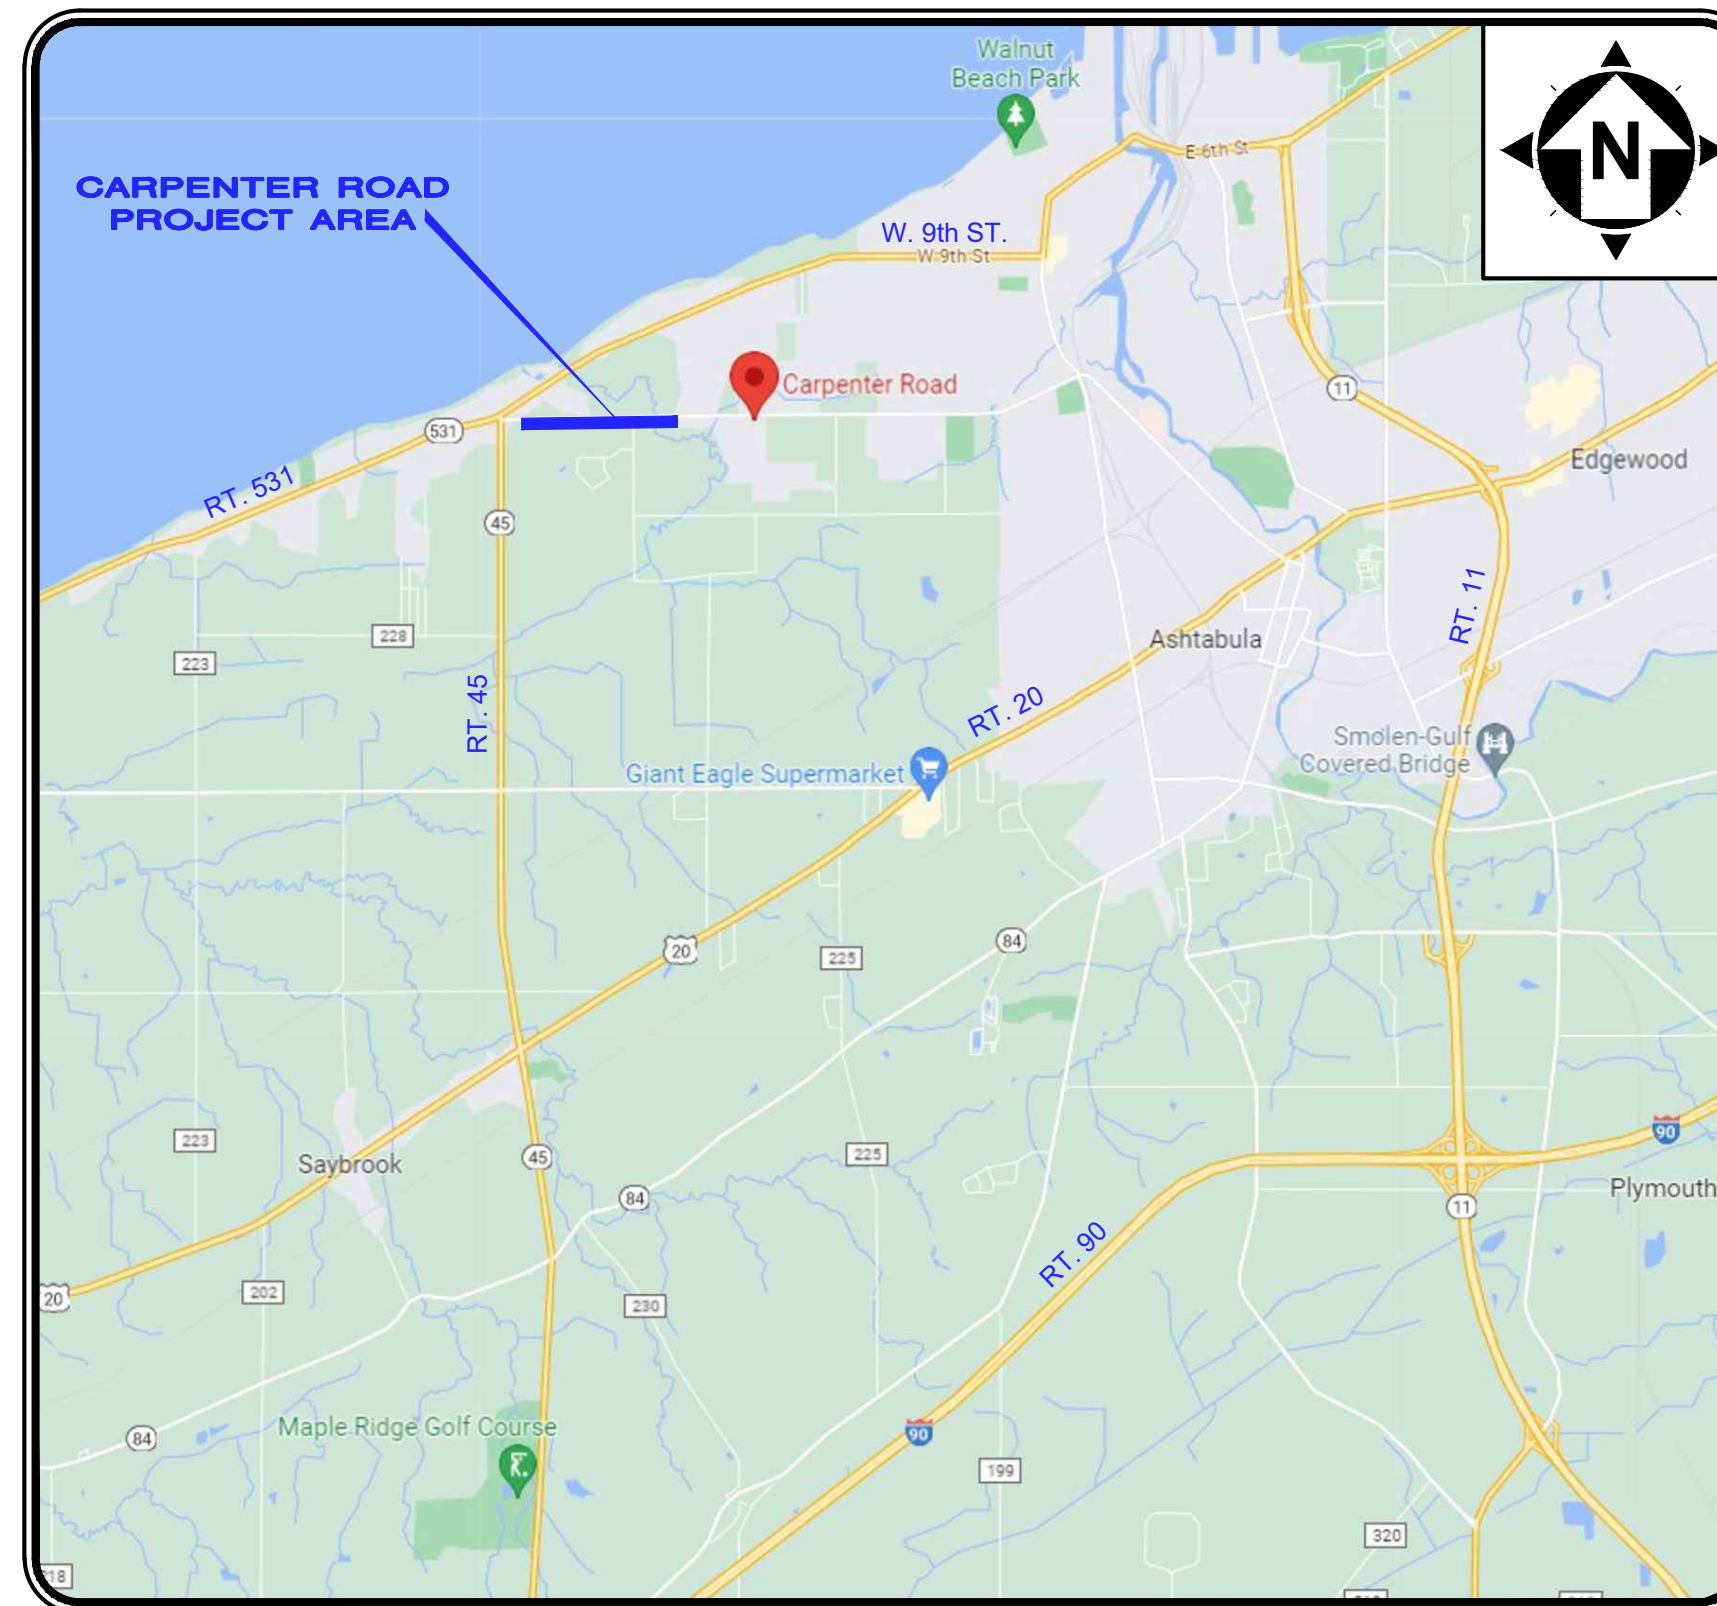 Walnut
Beach Park
N
E 6th St
CARPENTER ROAD
PROJECT AREA
W. 9th ST.
W 9th St
Carpenter Road
11
531
Edgewood
RT. 531
45
RT. 11
228
Ashtabula
223
RT. 45
RT. 20
Smolen-Gulf
Covered Bridge
Giant Eagle Supermarket
20
84
225
90
223
Saybrook
45
225
84
Plymouth
11
RT. 90
20
202
230
Maple Ridge Golf Course
84
90
199
320